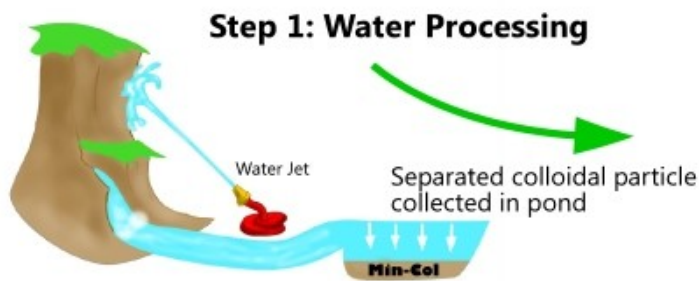 Step 1: Water Processing
Water Jet
Separated colloidal particle
collected in pond
Min-Col